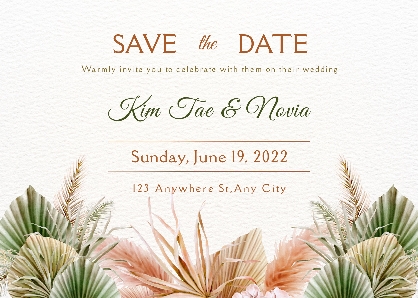 SAVE the DATE
Warmly invite you to celebrate with them on their wedding
Kim Tae & Novia
Sunday, June 19, 2022
123 Anywhere St,Any City